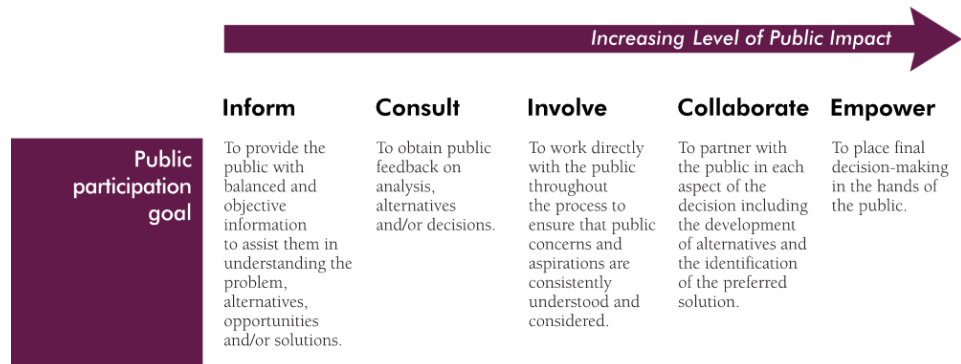 Increasing Level of Public Impact
Inform
To provide the
public with
balanced and
objective
information
to assist them in
understanding the
problem,
alternatives,
opportunities
and/or solutions.
Consult
To obtain public
feedback on
analysis,
alternatives
and/or decisions.
Involve
To work directly
with the public
throughout
the process to
ensure that public
concerns and
aspirations are
consistently
understood and
considered.
Collaborate
To partner with
the public in each
aspect of the
decision including
the development
of alternatives and
the identification
of the preferred
solution.
Empower
To place final
decision-making
in the hands of
the public.
Public
participation
goal